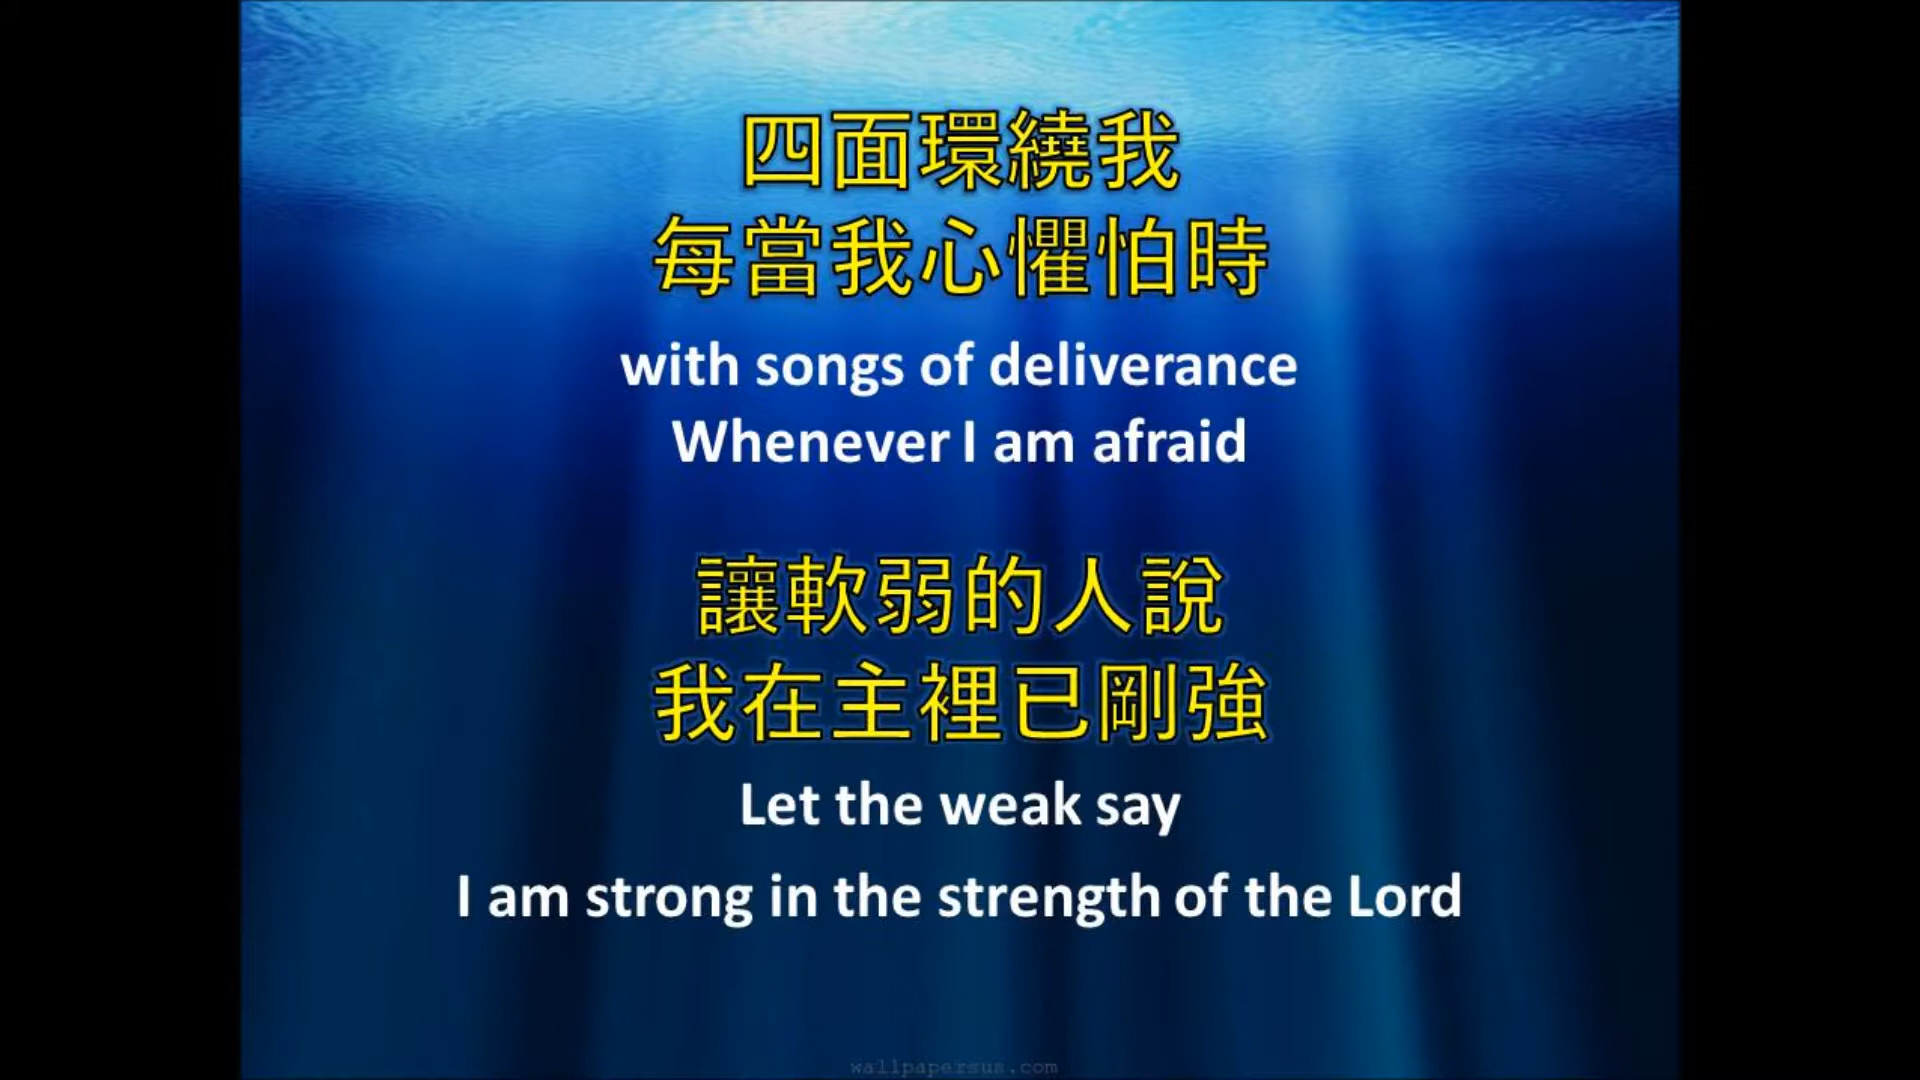 四面環繞我
每當我心懼怕時
with songs of deliverance
Whenever I am afraid
讓軟弱的人說
我在主裡已剛強
Let the weak say
I am strong in the strength of the Lord
wallpapersus.com